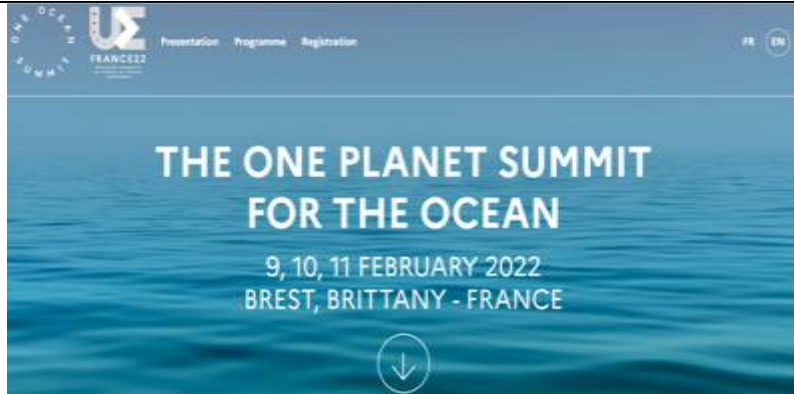 ONE OCEAN SUMMIT
UE
FRANCE22
Presentation Programme Registration
FR EN
THE ONE PLANET SUMMIT
FOR THE OCEAN
9, 10, 11 FEBRUARY 2022
BREST, BRITTANY - FRANCE